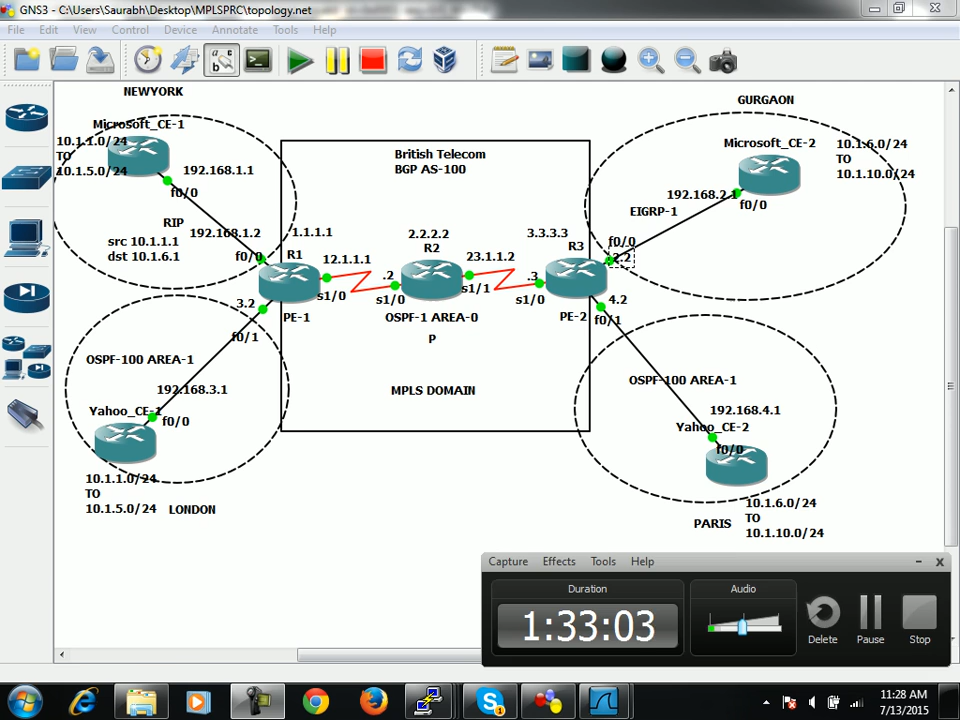 GNS3 - C:\Users\Saurabh\Desktop\MPLSPRC\topology.net
File Edit View Control Device Annotate Tools Help
NEWYORK
Microsoft_CE-1
10.1.1.0/24
TO
10.1.5.0/24
192.168.1.1
f0/0
RIP
192.168.1.2
src 10.1.1.1
dst 10.1.6.1
f0/0
British Telecom
BGP AS-100
GURGAON
Microsoft_CE-2
10.1.6.0/24
TO
10.1.10.0/24
192.168.2.1
f0/0
EIGRP-1
f0/0
2.2
1.1.1.1
R1
12.1.1.1
s1/0
PE-1
2.2.2.2
R2
.2
s1/0
23.1.1.2
s1/1
OSPF-1 AREA-0
P
3.3.3.3
R3
.3
s1/0
PE-2
MPLS DOMAIN
3.2
f0/1
OSPF-100 AREA-1
192.168.3.1
Yahoo_CE-1
f0/0
10.1.1.0/24
TO
10.1.5.0/24
LONDON
4.2
f0/1
OSPF-100 AREA-1
192.168.4.1
Yahoo_CE-2
f0/0
10.1.6.0/24
TO
10.1.10.0/24
PARIS
Capture Effects Tools Help
Duration
1:33:03
Audio
Delete
Pause
Stop
11:28 AM
7/13/2015